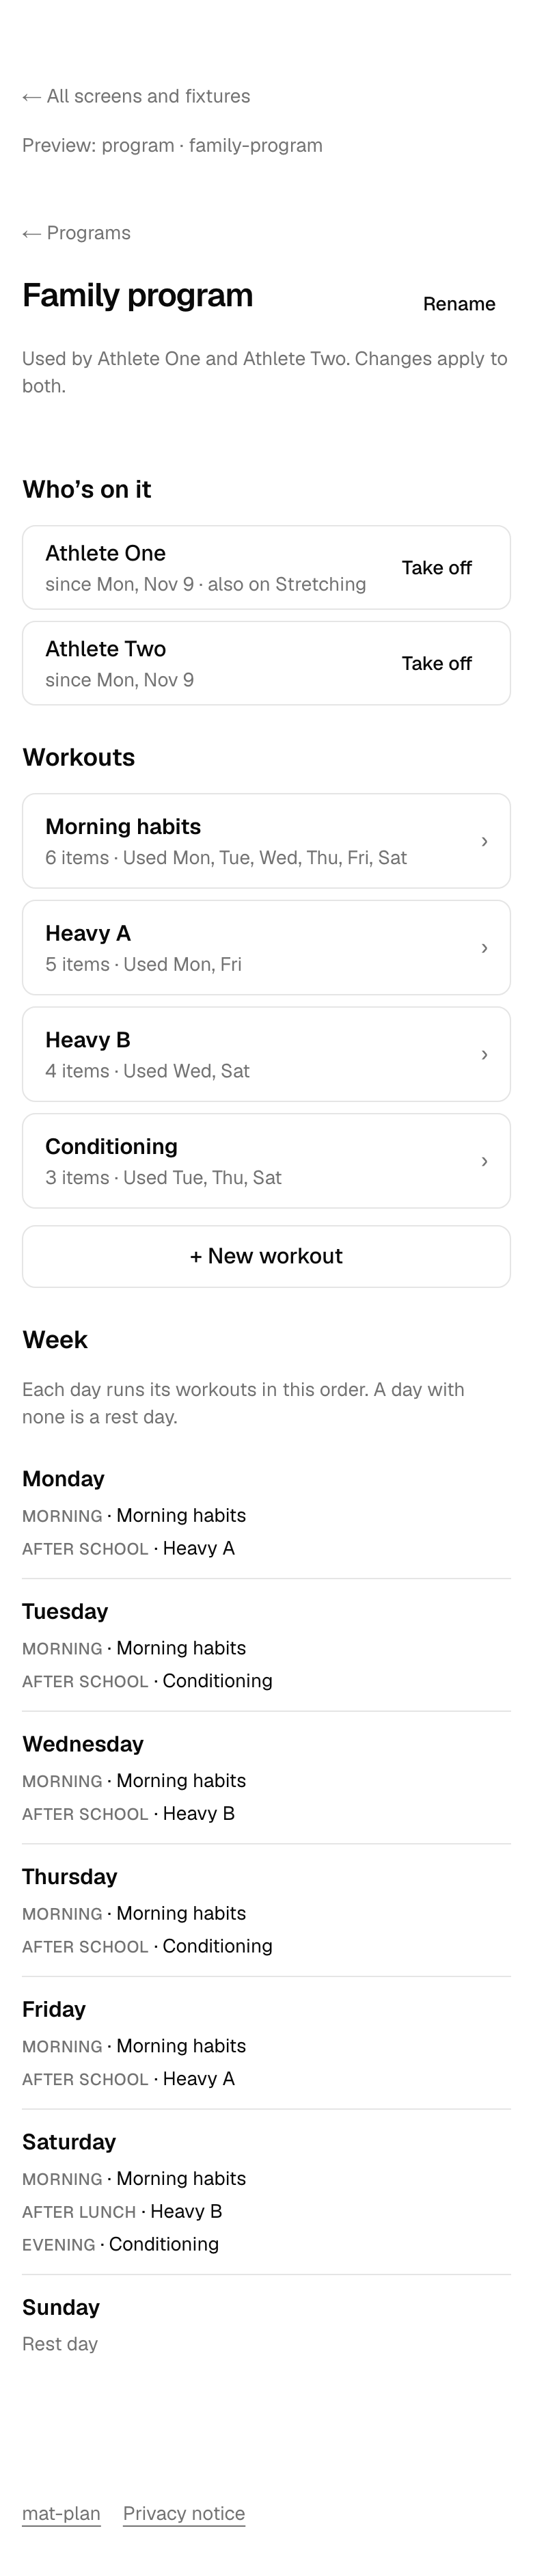 ← All screens and fixtures
Preview: program · family-program
← Programs
Family program
Rename
Used by Athlete One and Athlete Two. Changes apply to
both.
Who’s on it
Athlete One
since Mon, Nov 9 · also on Stretching
Take off
Athlete Two
since Mon, Nov 9
Take off
Workouts
Morning habits
6 items · Used Mon, Tue, Wed, Thu, Fri, Sat
›
Heavy A
5 items · Used Mon, Fri
›
Heavy B
4 items · Used Wed, Sat
›
Conditioning
3 items · Used Tue, Thu, Sat
›
+ New workout
Week
Each day runs its workouts in this order. A day with
none is a rest day.
Monday
MORNING · Morning habits
AFTER SCHOOL · Heavy A
Tuesday
MORNING · Morning habits
AFTER SCHOOL · Conditioning
Wednesday
MORNING · Morning habits
AFTER SCHOOL · Heavy B
Thursday
MORNING · Morning habits
AFTER SCHOOL · Conditioning
Friday
MORNING · Morning habits
AFTER SCHOOL · Heavy A
Saturday
MORNING · Morning habits
AFTER LUNCH · Heavy B
EVENING · Conditioning
Sunday
Rest day
mat-plan Privacy notice